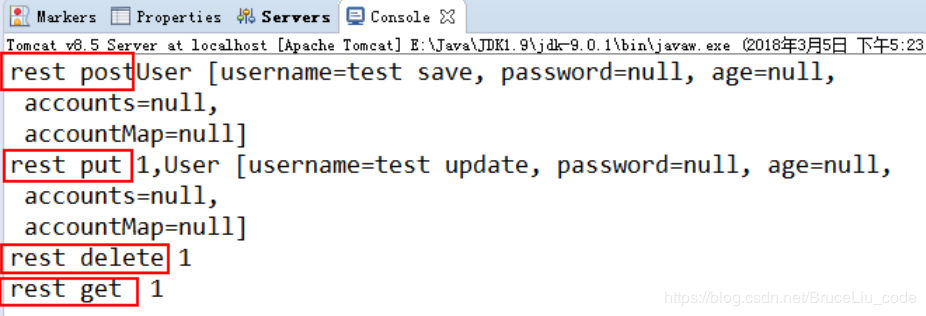 Markers Properties Servers Console
Tomcat v8.5 Server at localhost [Apache Tomcat] E:\Java\JDK1.9\jdk-9.0.1\bin\javaw.exe (2018年3月5日 下午5:23
rest postUser [username=test save, password=null, age=null,
accounts=null,
accountMap=null]
rest put 1,User [username=test update, password=null, age=null,
accounts=null,
accountMap=null]
rest delete 1
rest get 1
https://blog.csdn.net/BruceLiu_code